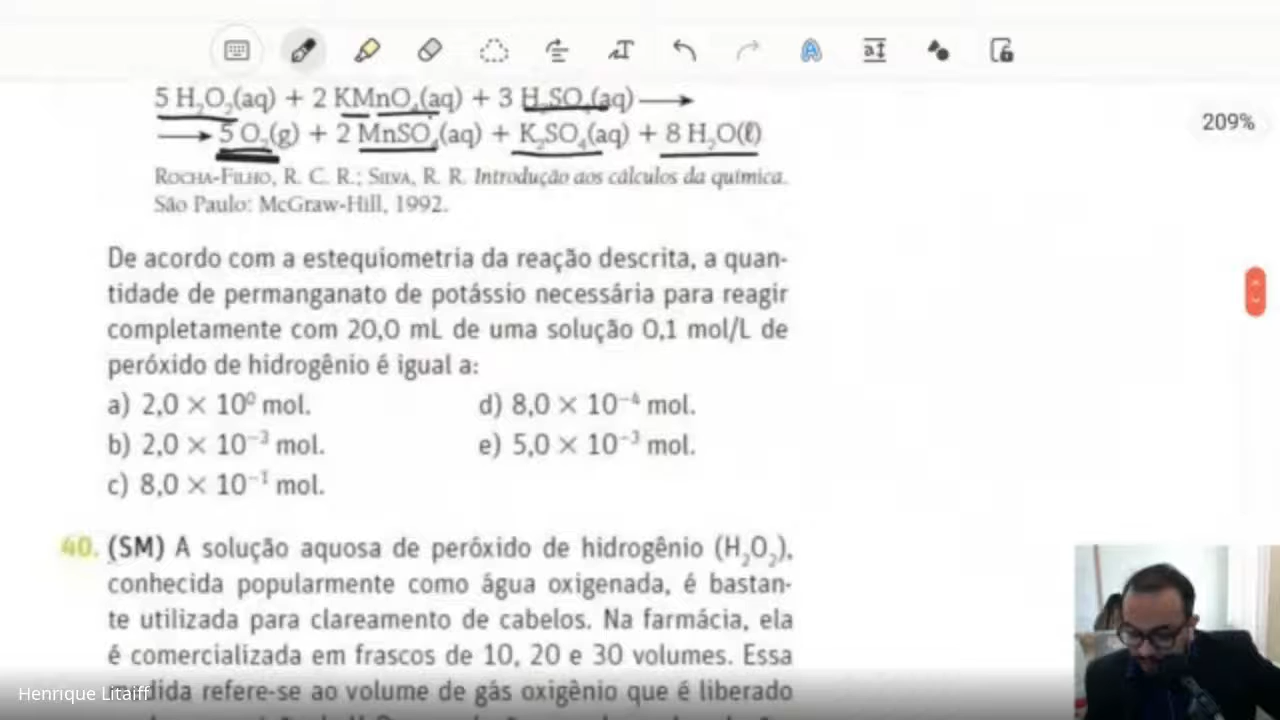 5 H₂O₂(aq) + 2 KMnO₄(aq) + 3 H₂SO₄(aq) ⟶
209%
⟶ 5 O₂(g) + 2 MnSO₄(aq) + K₂SO₄(aq) + 8 H₂O(ℓ)
ROCHA-FILHO, R. C. R.; SILVA, R. R. Introdução aos cálculos da química.
São Paulo: McGraw-Hill, 1992.
De acordo com a estequiometria da reação descrita, a quan-
tidade de permanganato de potássio necessária para reagir
completamente com 20,0 mL de uma solução 0,1 mol/L de
peróxido de hidrogênio é igual a:
a) 2,0 × 10⁰ mol.
d) 8,0 × 10⁻⁴ mol.
b) 2,0 × 10⁻³ mol.
e) 5,0 × 10⁻³ mol.
c) 8,0 × 10⁻¹ mol.
40. (SM) A solução aquosa de peróxido de hidrogênio (H₂O₂),
conhecida popularmente como água oxigenada, é bastan-
te utilizada para clareamento de cabelos. Na farmácia, ela
é comercializada em frascos de 10, 20 e 30 volumes. Essa
refere-se ao volume de gás oxigênio que é liberado
Henrique Litaiff